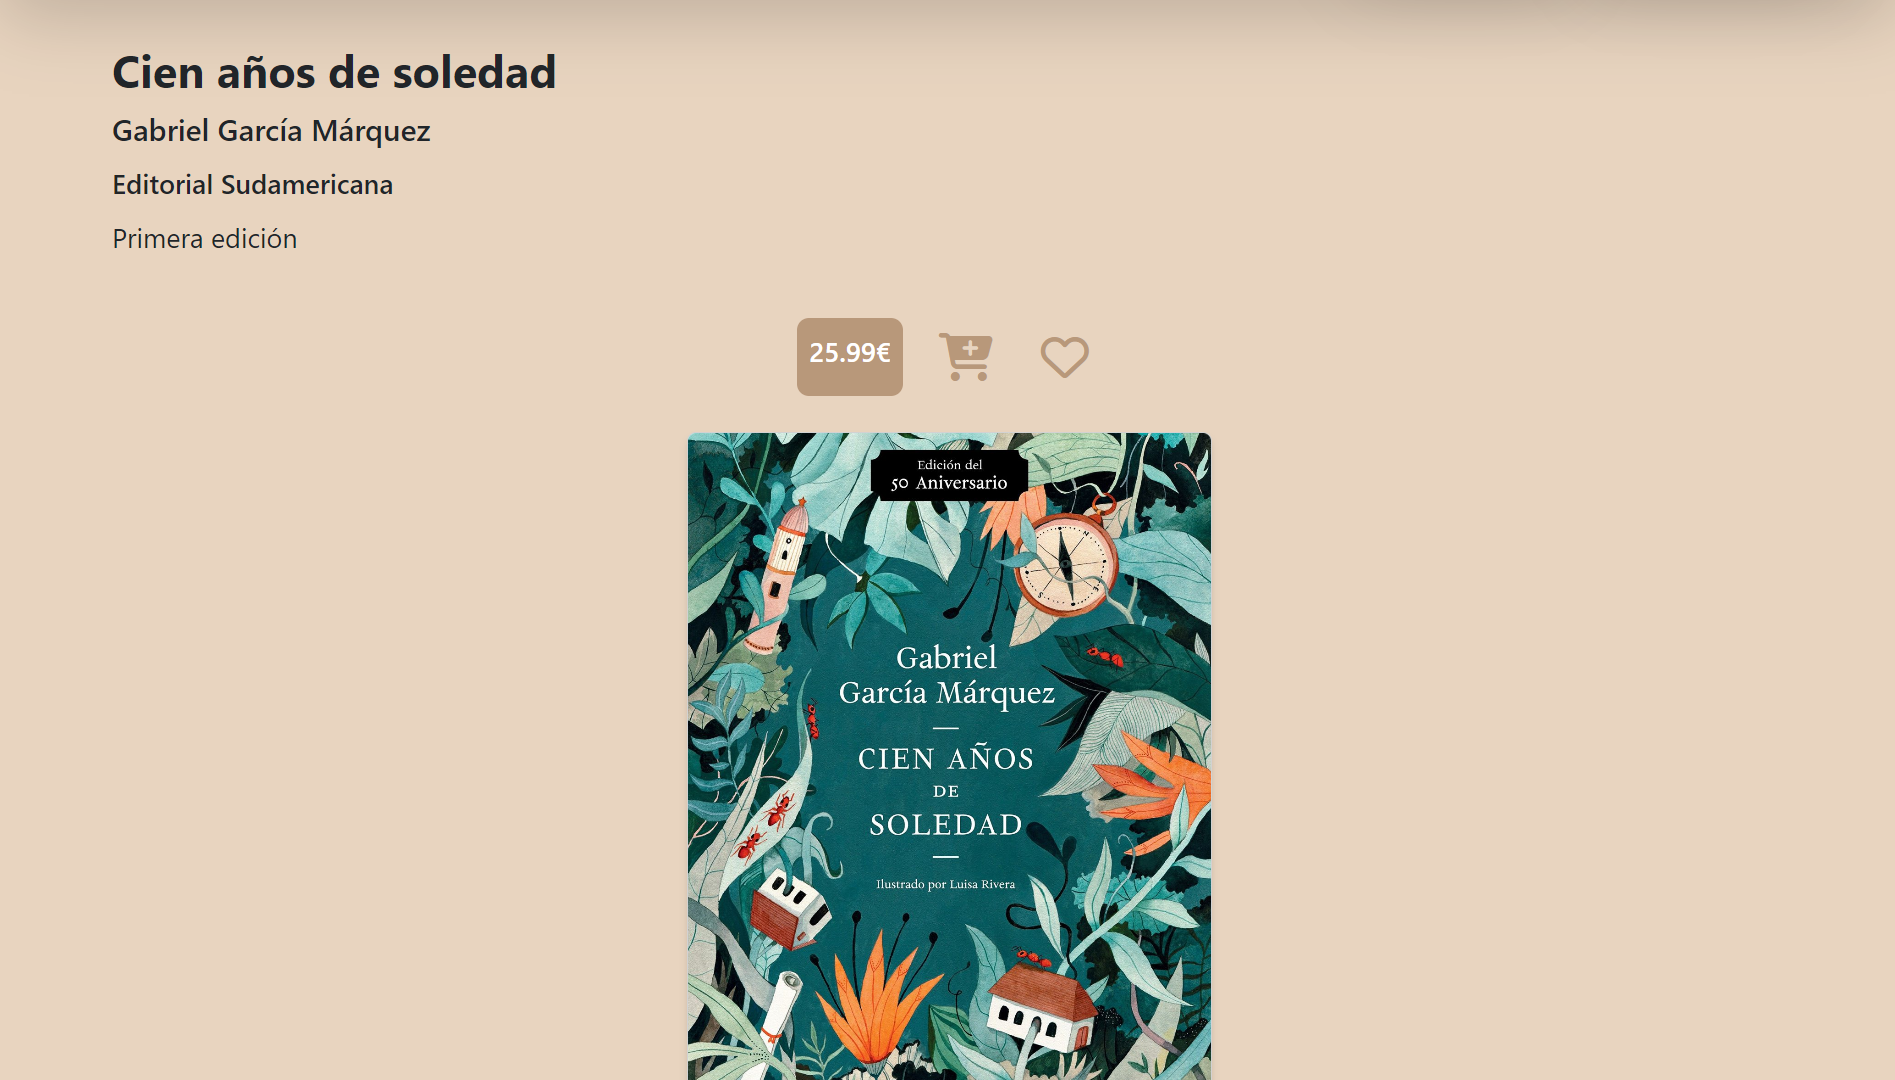 Cien años de soledad
Gabriel García Márquez
Editorial Sudamericana
Primera edición
25.99€
Edición del
50 Aniversario
Gabriel
García Márquez
CIEN AÑOS
DE
SOLEDAD
Ilustrado por Luisa Rivera